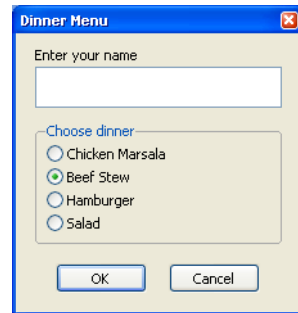 Dinner Menu
Enter your name
Choose dinner
Chicken Marsala
Beef Stew
Hamburger
Salad
OK Cancel